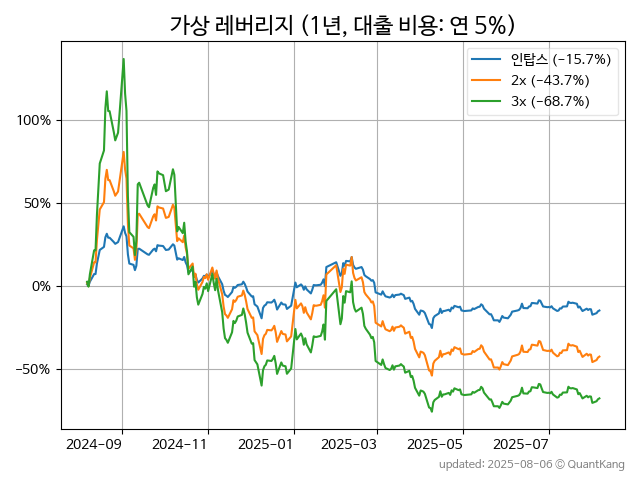 가상 레버리지 (1년, 대출 비용: 연 5%)
인탑스 (−15.7%)
2x (−43.7%)
3x (−68.7%)
100%
50%
0%
−50%
2024-09 2024-11 2025-01 2025-03 2025-05 2025-07
updated: 2025-08-06 © QuantKang